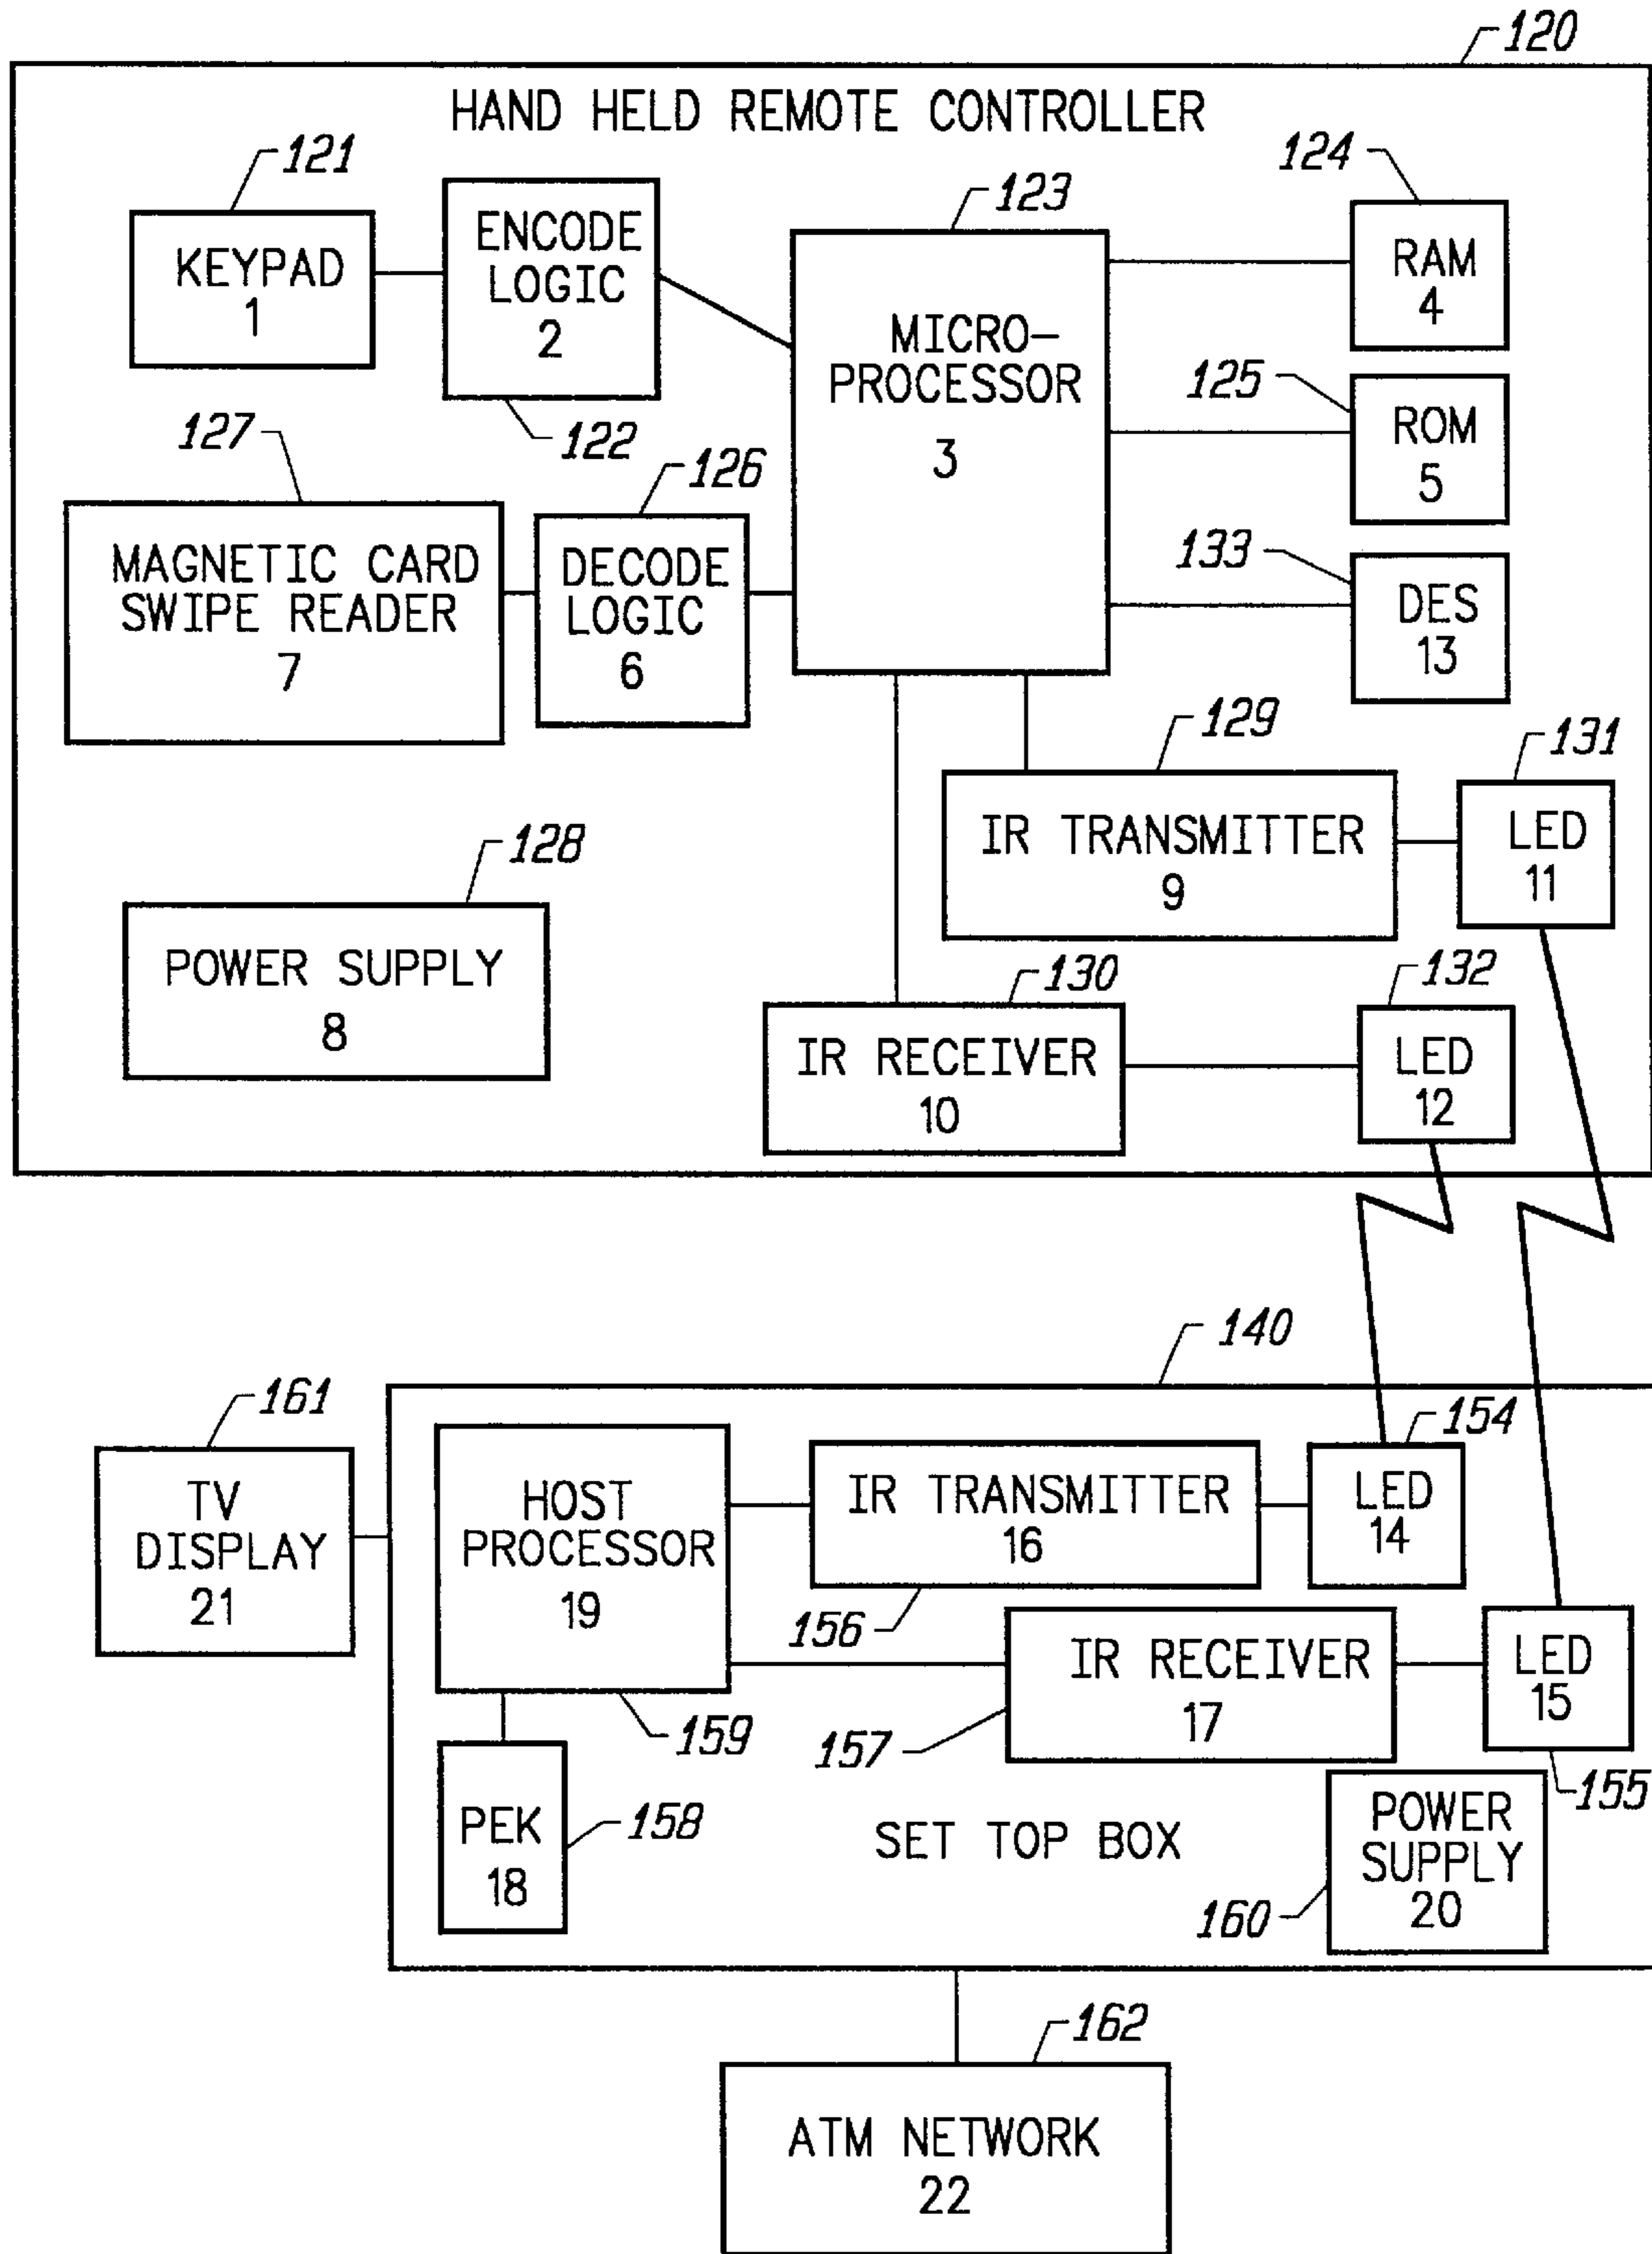 120
HAND HELD REMOTE CONTROLLER
121
KEYPAD
1
ENCODE
LOGIC
2
122
123
MICRO-
PROCESSOR
3
124
RAM
4
125
ROM
5
133
DES
13
127
MAGNETIC CARD
SWIPE READER
7
126
DECODE
LOGIC
6
129
IR TRANSMITTER
9
131
LED
11
128
POWER SUPPLY
8
130
IR RECEIVER
10
132
LED
12
140
161
TV
DISPLAY
21
HOST
PROCESSOR
19
159
IR TRANSMITTER
16
156
154
LED
14
IR RECEIVER
17
157
LED
15
155
PEK
18
158
SET TOP BOX
POWER
SUPPLY
20
160
162
ATM NETWORK
22